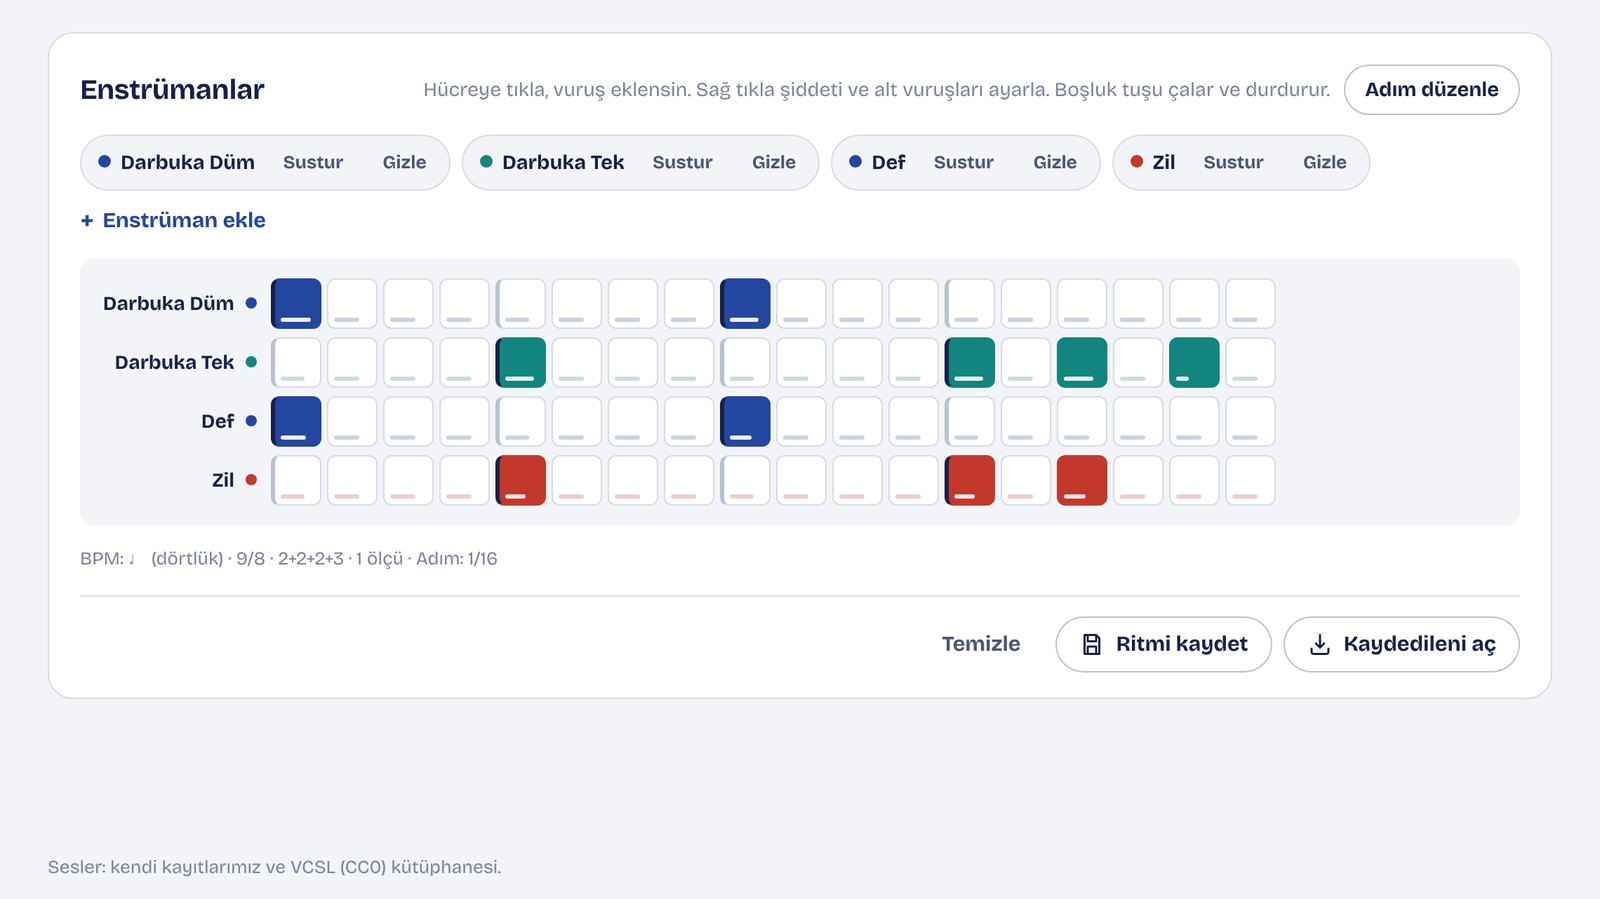 Enstrümanlar
Hücreye tıkla, vuruş eklensin. Sağ tıkla şiddeti ve alt vuruşları ayarla. Boşluk tuşu çalar ve durdurur.
Adım düzenle
Darbuka Düm Sustur Gizle
Darbuka Tek Sustur Gizle
Def Sustur Gizle
Zil Sustur Gizle
+ Enstrüman ekle
Darbuka Düm
Darbuka Tek
Def
Zil
BPM: ♩ (dörtlük) · 9/8 · 2+2+2+3 · 1 ölçü · Adım: 1/16
Temizle
Ritmi kaydet
Kaydedileni aç
Sesler: kendi kayıtlarımız ve VCSL (CC0) kütüphanesi.